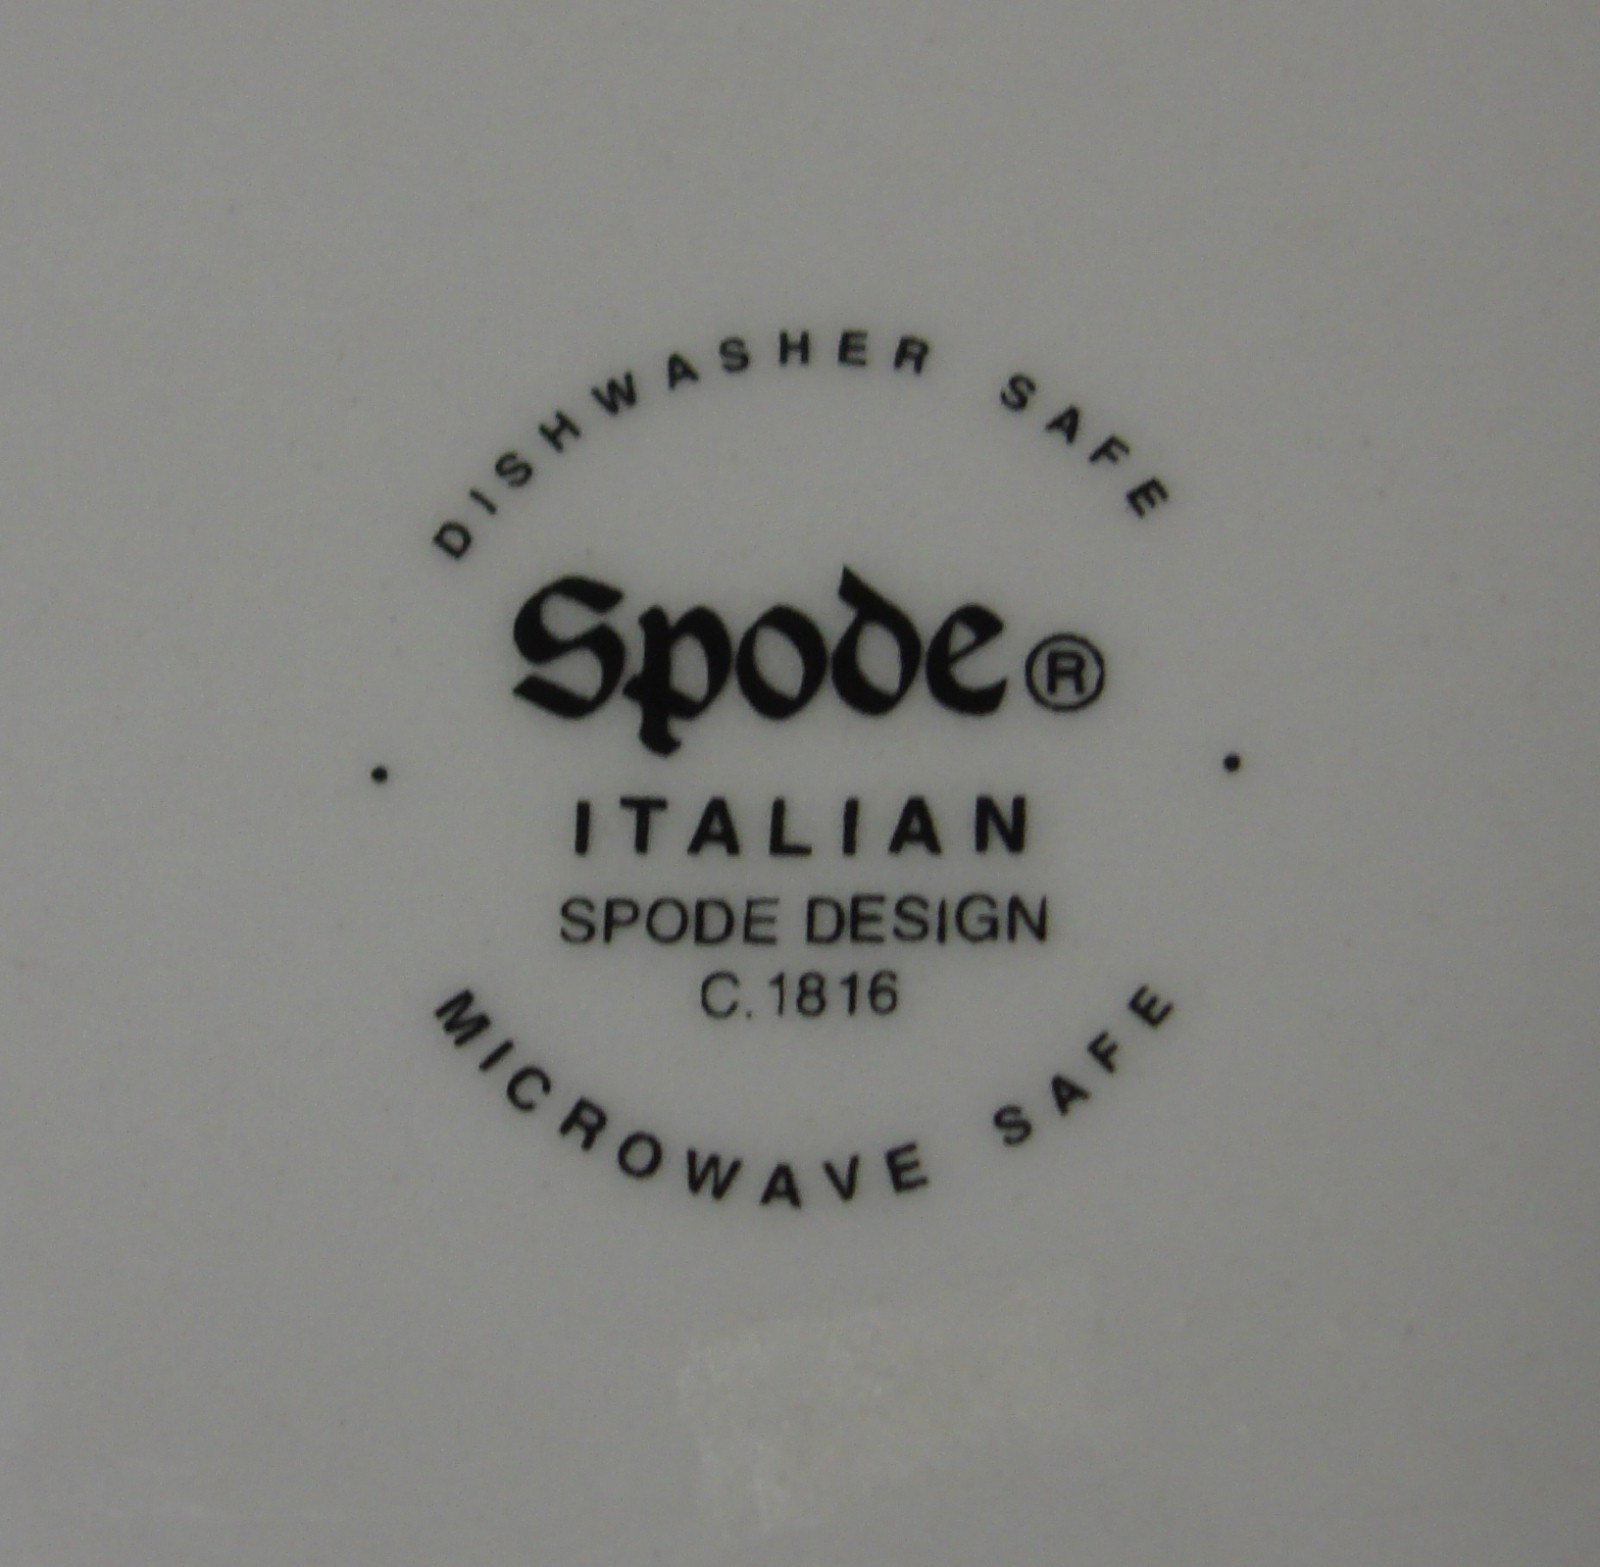 DISHWASHER SAFE
Spode®
ITALIAN
SPODE DESIGN
C.1816
MICROWAVE SAFE